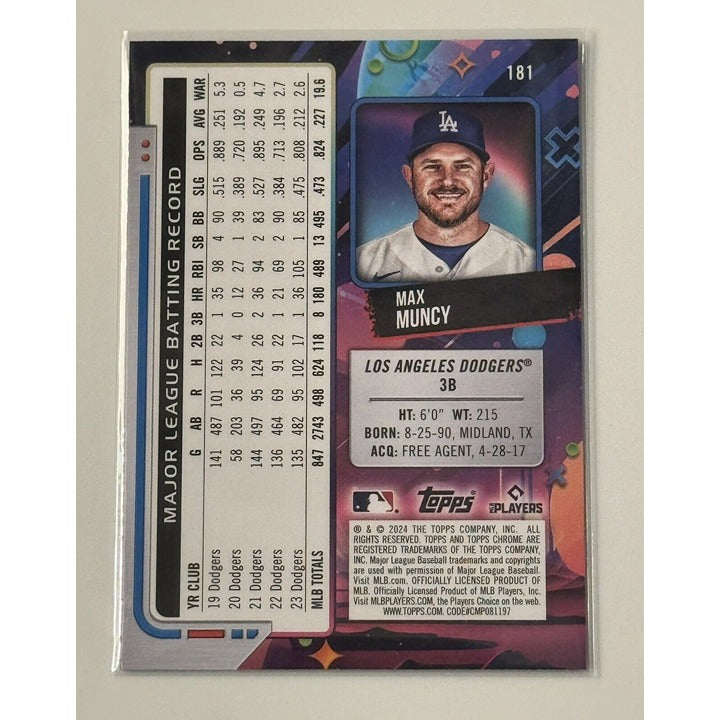 181
LA
MAX
MUNCY
LOS ANGELES DODGERS®
3B
HT: 6'0" WT: 215
BORN: 8-25-90, MIDLAND, TX
ACQ: FREE AGENT, 4-28-17
topps
MLB PLAYERS
® & © 2024 THE TOPPS COMPANY, INC. ALL
RIGHTS RESERVED. TOPPS AND TOPPS CHROME ARE
REGISTERED TRADEMARKS OF THE TOPPS COMPANY,
INC. Major League Baseball trademarks and copyrights
are used with permission of Major League Baseball.
Visit MLB.com. OFFICIALLY LICENSED PRODUCT OF
MLB. Officially Licensed Product of MLB Players, Inc.
Visit MLBPLAYERS.com, the Players Choice on the web.
WWW.TOPPS.COM. CODE#CMP081197
MAJOR LEAGUE BATTING RECORD
YR CLUB G AB R H 2B 3B HR RBI SB BB SLG OPS AVG WAR
19 Dodgers 141 487 101 122 22 1 35 98 4 90 .515 .889 .251 5.3
20 Dodgers 58 203 36 39 4 0 12 27 1 39 .389 .720 .192 0.5
21 Dodgers 144 497 95 124 26 2 36 94 2 83 .527 .895 .249 4.7
22 Dodgers 136 464 69 91 22 1 21 69 2 90 .384 .713 .196 2.7
23 Dodgers 135 482 95 102 17 1 36 105 1 85 .475 .808 .212 2.6
MLB TOTALS 847 2743 498 624 118 8 180 489 13 495 .473 .824 .227 19.6